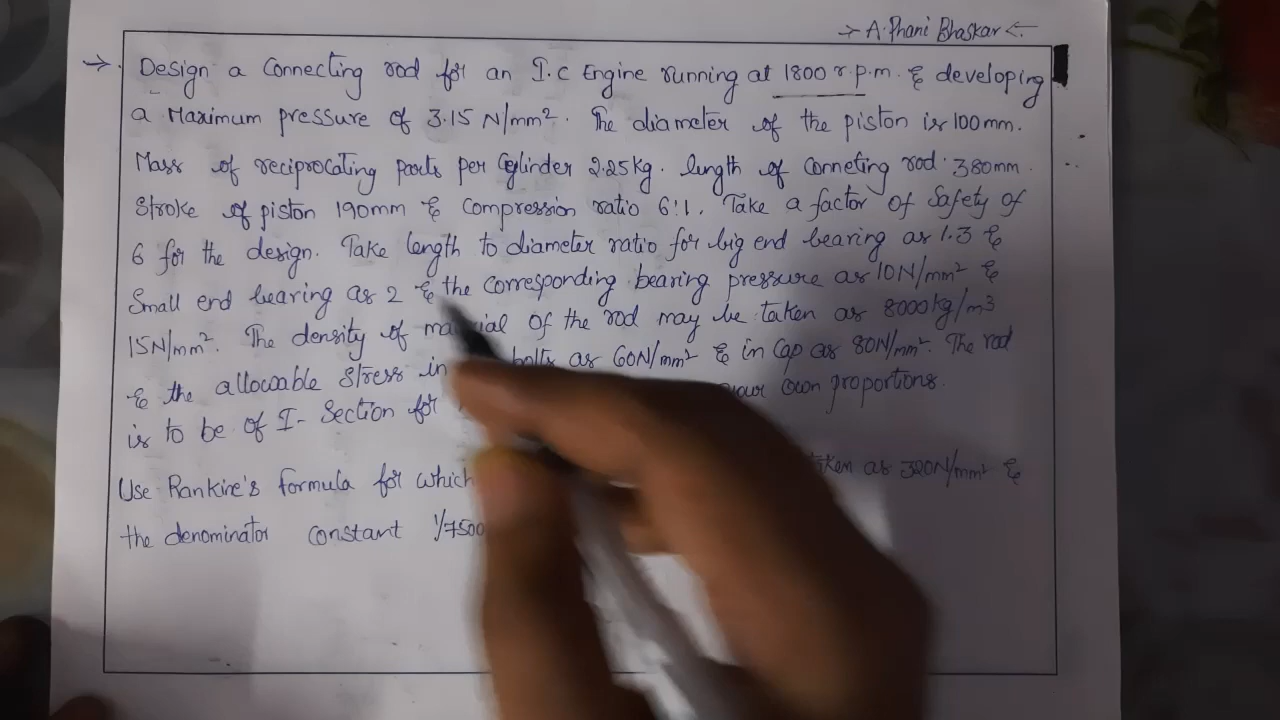 → A. Phani Bhaskar ←
→. Design a Connecting rod for an I.C Engine running at 1800 r.p.m. & developing
a Maximum pressure of 3.15 N/mm². The diameter of the piston is 100mm.
Mass of reciprocating parts per Cylinder 2.25kg. length of conneting rod. 380mm.
Stroke of piston 190mm & Compression ratio 6:1. Take a factor of Safety of
6 for the design. Take length to diameter ratio for big end bearing as 1.3 &
Small end bearing as 2 & the corresponding bearing pressure as 10N/mm² &
15N/mm². The density of of the rod may be taken as 8000kg/m3
& the allowable Stress in bolts as 60N/mm² & in Cap as 80N/mm². The rod
is to be of I- Section for your own proportions.
Use Rankine's formula for which taken as 320N/mm² &
the denominator constant 1/7500